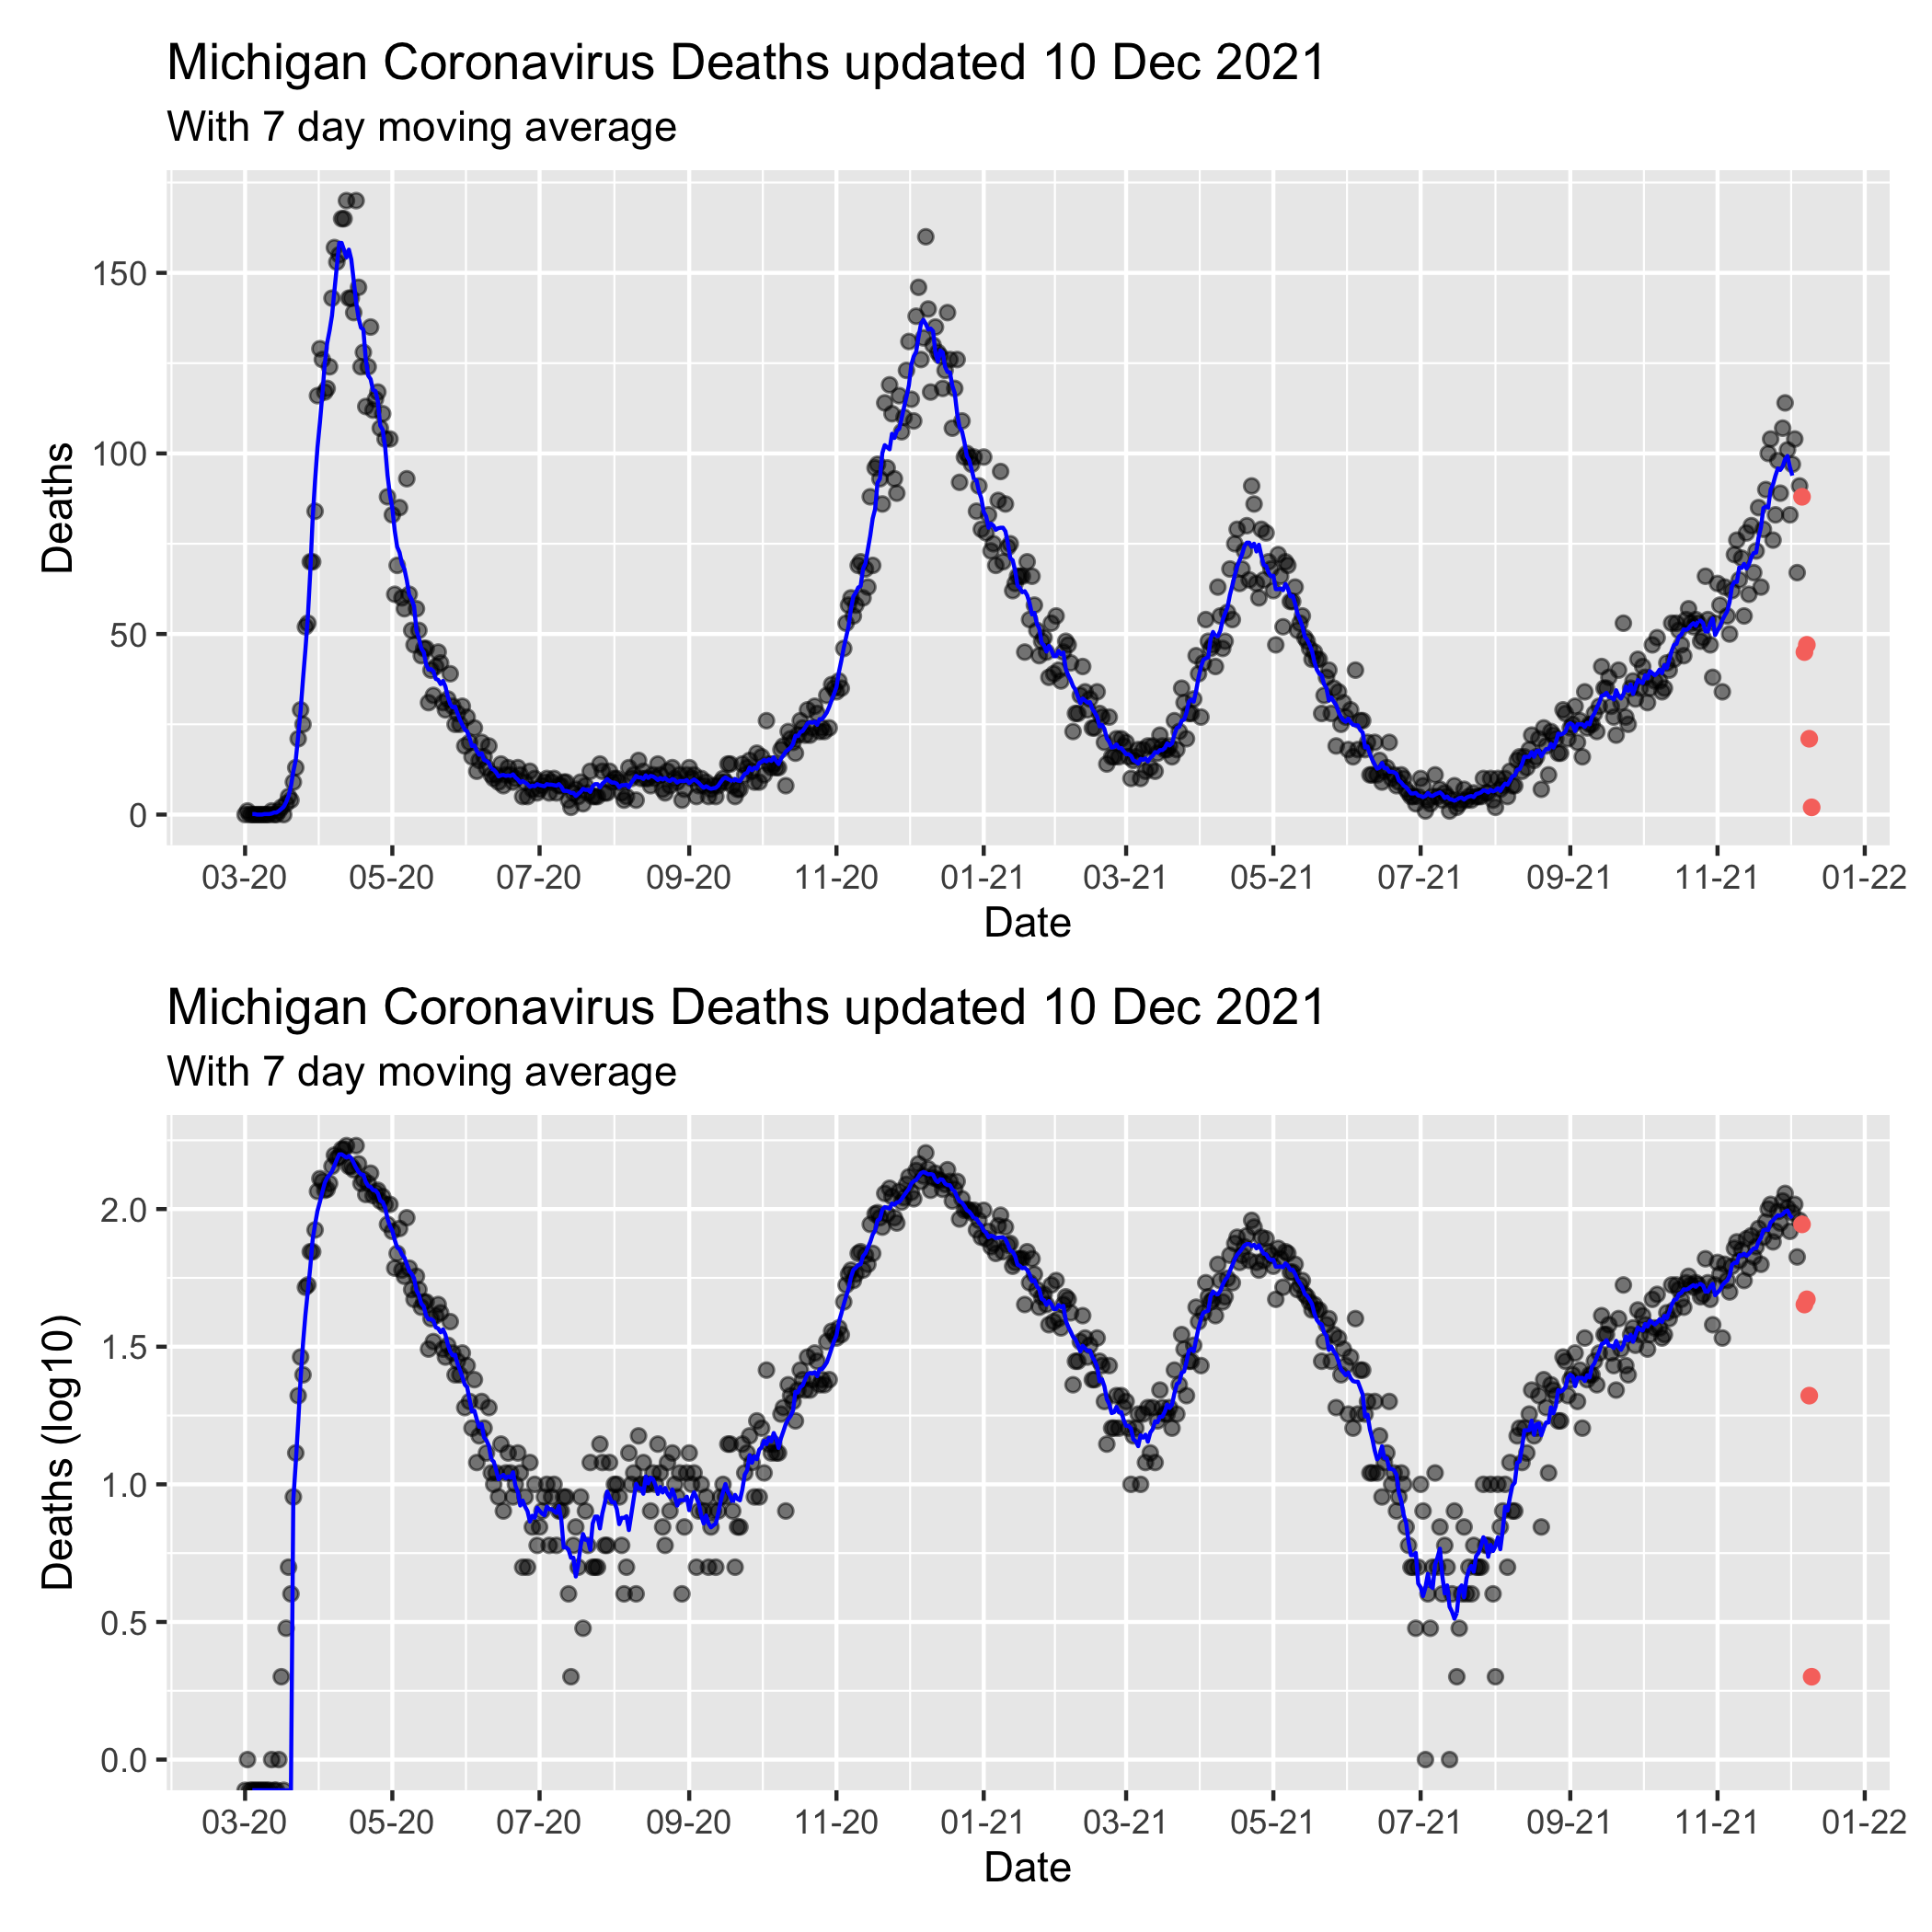 Michigan Coronavirus Deaths updated 10 Dec 2021
With 7 day moving average
150
100
50
0
Deaths
03-20 05-20 07-20 09-20 11-20 01-21 03-21 05-21 07-21 09-21 11-21 01-22
Date
Michigan Coronavirus Deaths updated 10 Dec 2021
With 7 day moving average
2.0
1.5
1.0
0.5
0.0
Deaths (log10)
03-20 05-20 07-20 09-20 11-20 01-21 03-21 05-21 07-21 09-21 11-21 01-22
Date